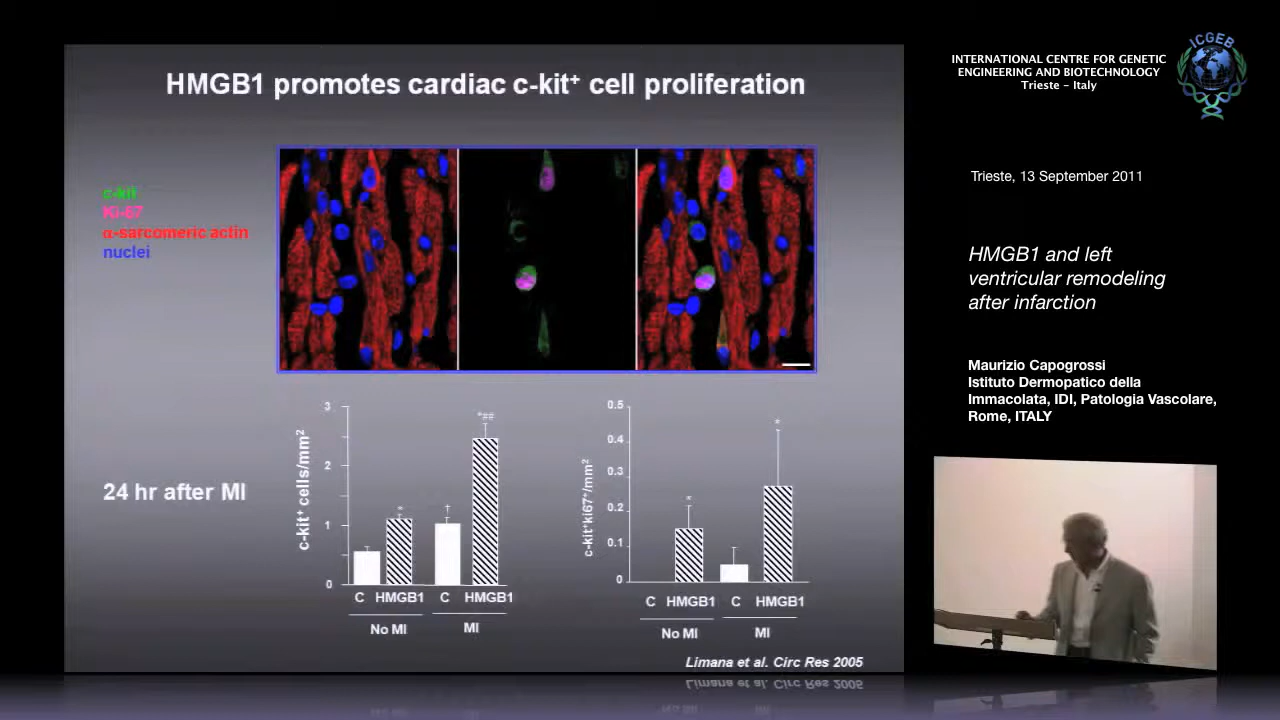 HMGB1 promotes cardiac c-kit⁺ cell proliferation
c-kit
Ki-67
α-sarcomeric actin
nuclei
24 hr after MI
c-kit⁺ cells/mm²
3
2
1
0
*
†
*##
C HMGB1 C HMGB1
No MI MI
c-kit⁺ki67⁺/mm²
0.5
0.4
0.3
0.2
0.1
0
*
*
C HMGB1 C HMGB1
No MI MI
Limana et al. Circ Res 2005
INTERNATIONAL CENTRE FOR GENETIC
ENGINEERING AND BIOTECHNOLOGY
Trieste - Italy
ICGEB
Trieste, 13 September 2011
HMGB1 and left
ventricular remodeling
after infarction
Maurizio Capogrossi
Istituto Dermopatico della
Immacolata, IDI, Patologia Vascolare,
Rome, ITALY